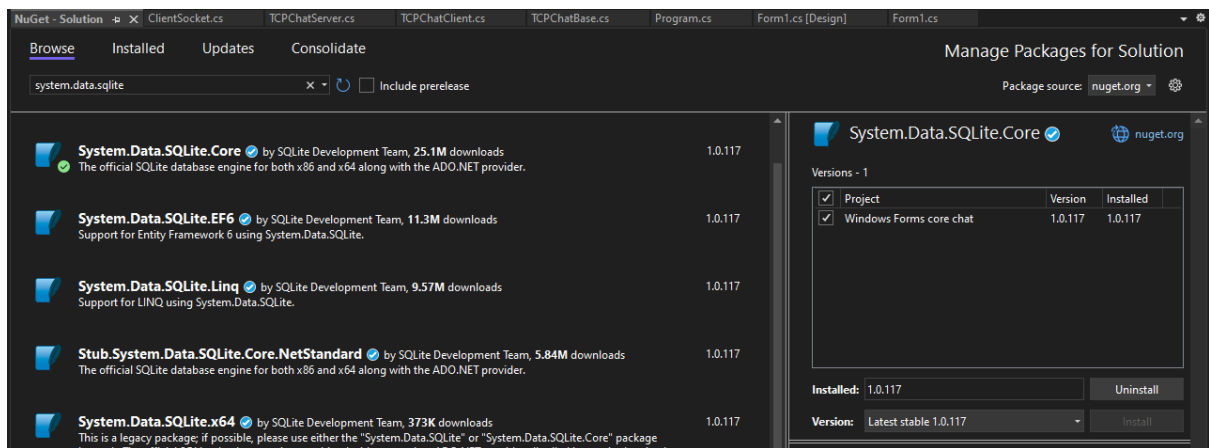 NuGet - Solution ClientSocket.cs TCPChatServer.cs TCPChatClient.cs TCPChatBase.cs Program.cs Form1.cs [Design] Form1.cs
Browse Installed Updates Consolidate Manage Packages for Solution
system.data.sqlite Include prerelease Package source: nuget.org
System.Data.SQLite.Core by SQLite Development Team, 25.1M downloads 1.0.117
The official SQLite database engine for both x86 and x64 along with the ADO.NET provider.
System.Data.SQLite.EF6 by SQLite Development Team, 11.3M downloads 1.0.117
Support for Entity Framework 6 using System.Data.SQLite.
System.Data.SQLite.Linq by SQLite Development Team, 9.57M downloads 1.0.117
Support for LINQ using System.Data.SQLite.
Stub.System.Data.SQLite.Core.NetStandard by SQLite Development Team, 5.84M downloads 1.0.117
The official SQLite database engine for both x86 and x64 along with the ADO.NET provider.
System.Data.SQLite.x64 by SQLite Development Team, 373K downloads 1.0.117
This is a legacy package; if possible, please use either the "System.Data.SQLite" or "System.Data.SQLite.Core" package
System.Data.SQLite.Core nuget.org
Versions - 1
Project Version Installed
Windows Forms core chat 1.0.117 1.0.117
Installed: 1.0.117 Uninstall
Version: Latest stable 1.0.117 Install